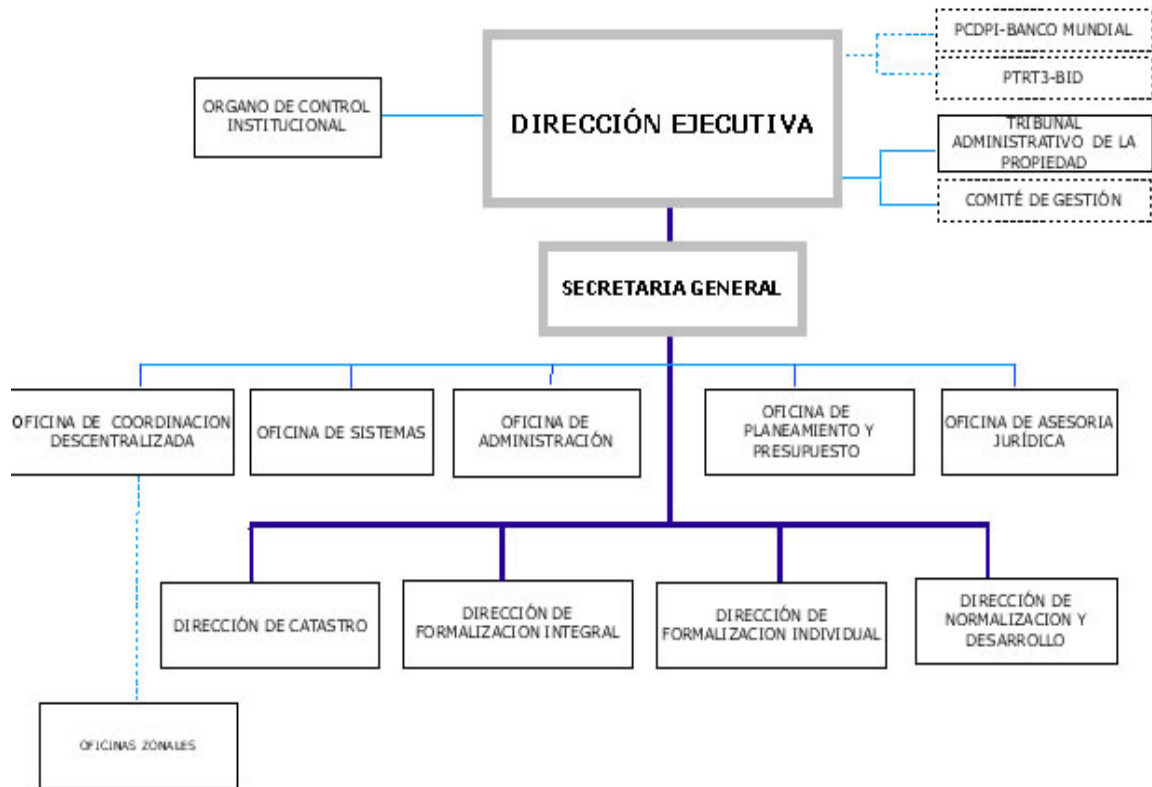 PCDPI-BANCO MUNDIAL
PTRT3-BID
ORGANO DE CONTROL
INSTITUCIONAL
DIRECCIÓN EJECUTIVA
TRIBUNAL
ADMINISTRATIVO DE LA
PROPIEDAD
COMITÉ DE GESTIÓN
SECRETARIA GENERAL
OFICINA DE COORDINACION
DESCENTRALIZADA
OFICINA DE SISTEMAS
OFICINA DE
ADMINISTRACIÓN
OFICINA DE
PLANEAMIENTO Y
PRESUPUESTO
OFICINA DE ASESORIA
JURÍDICA
DIRECCIÓN DE CATASTRO
DIRECCIÓN DE
FORMALIZACION INTEGRAL
DIRECCIÓN DE
FORMALIZACION INDIVIDUAL
DIRECCIÓN DE
NORMALIZACION Y
DESARROLLO
OFICINAS ZONALES